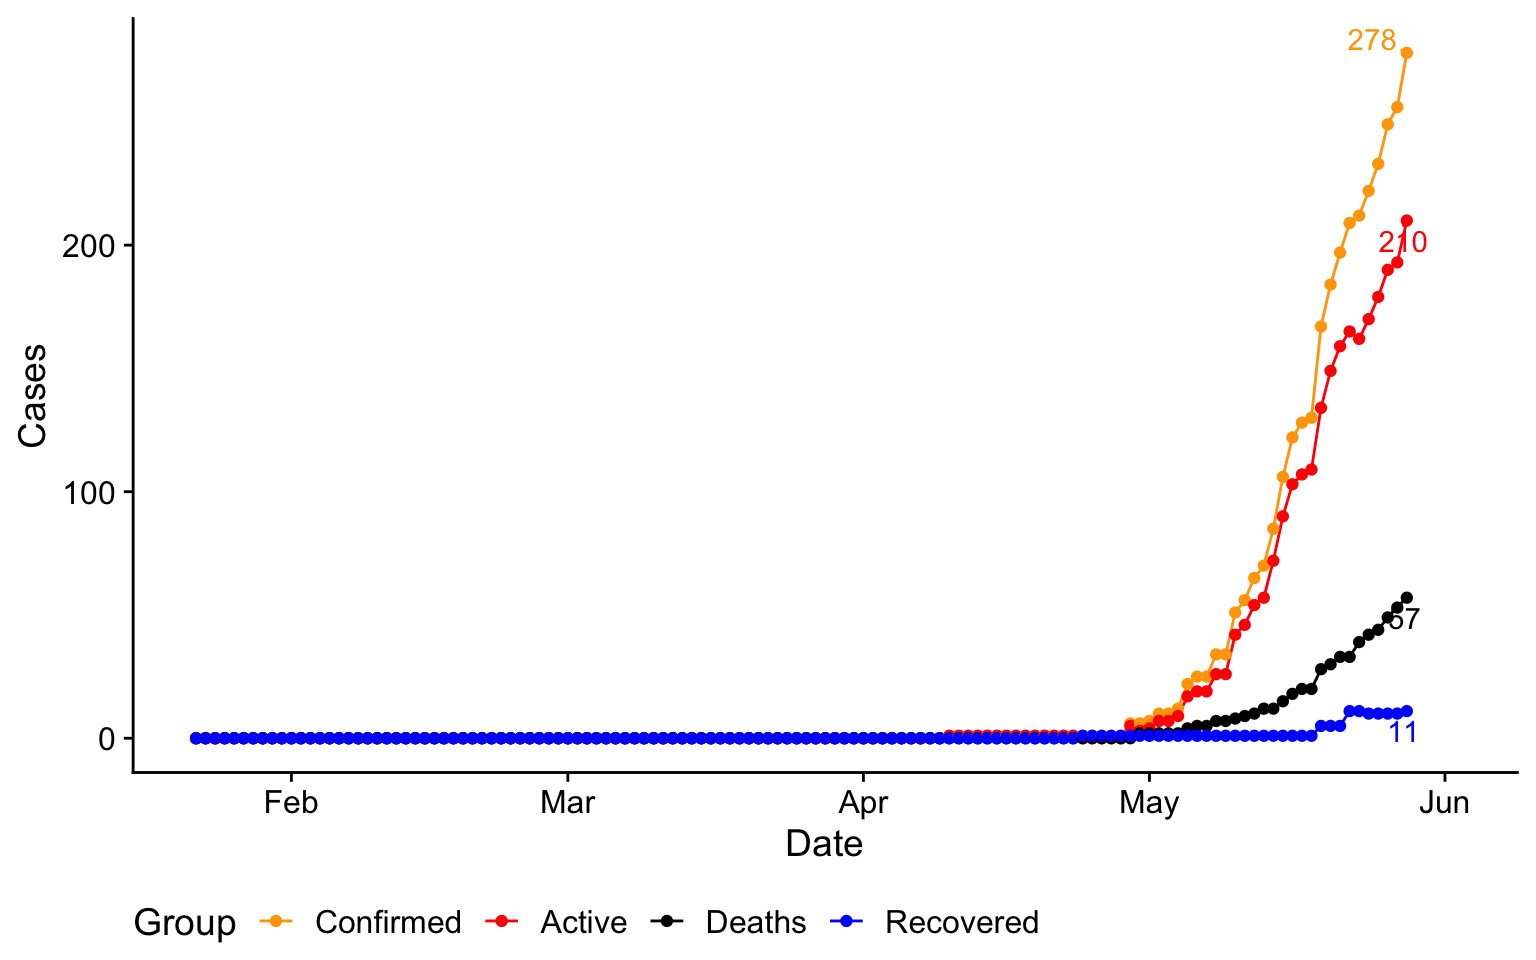 278
200
210
Cases
100
57
11
0
Feb Mar Apr May Jun
Date
Group Confirmed Active Deaths Recovered